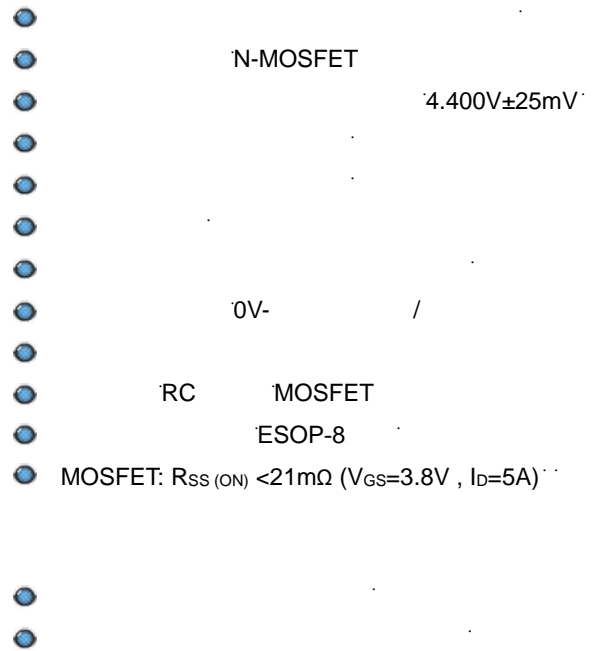 N-MOSFET
4.400V±25mV
0V- /
RC MOSFET
ESOP-8
MOSFET: RSS (ON) <21mΩ (VGS=3.8V , ID=5A)